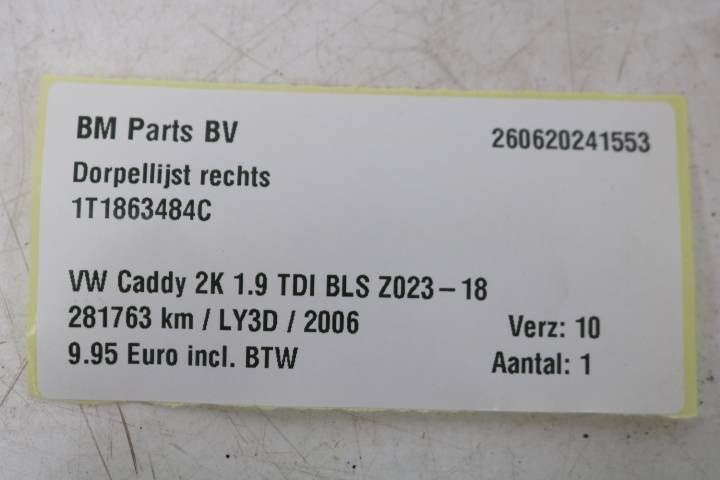 BM Parts BV 260620241553
Dorpellijst rechts
1T1863484C
VW Caddy 2K 1.9 TDI BLS Z023-18
281763 km / LY3D / 2006 Verz: 10
9.95 Euro incl. BTW Aantal: 1